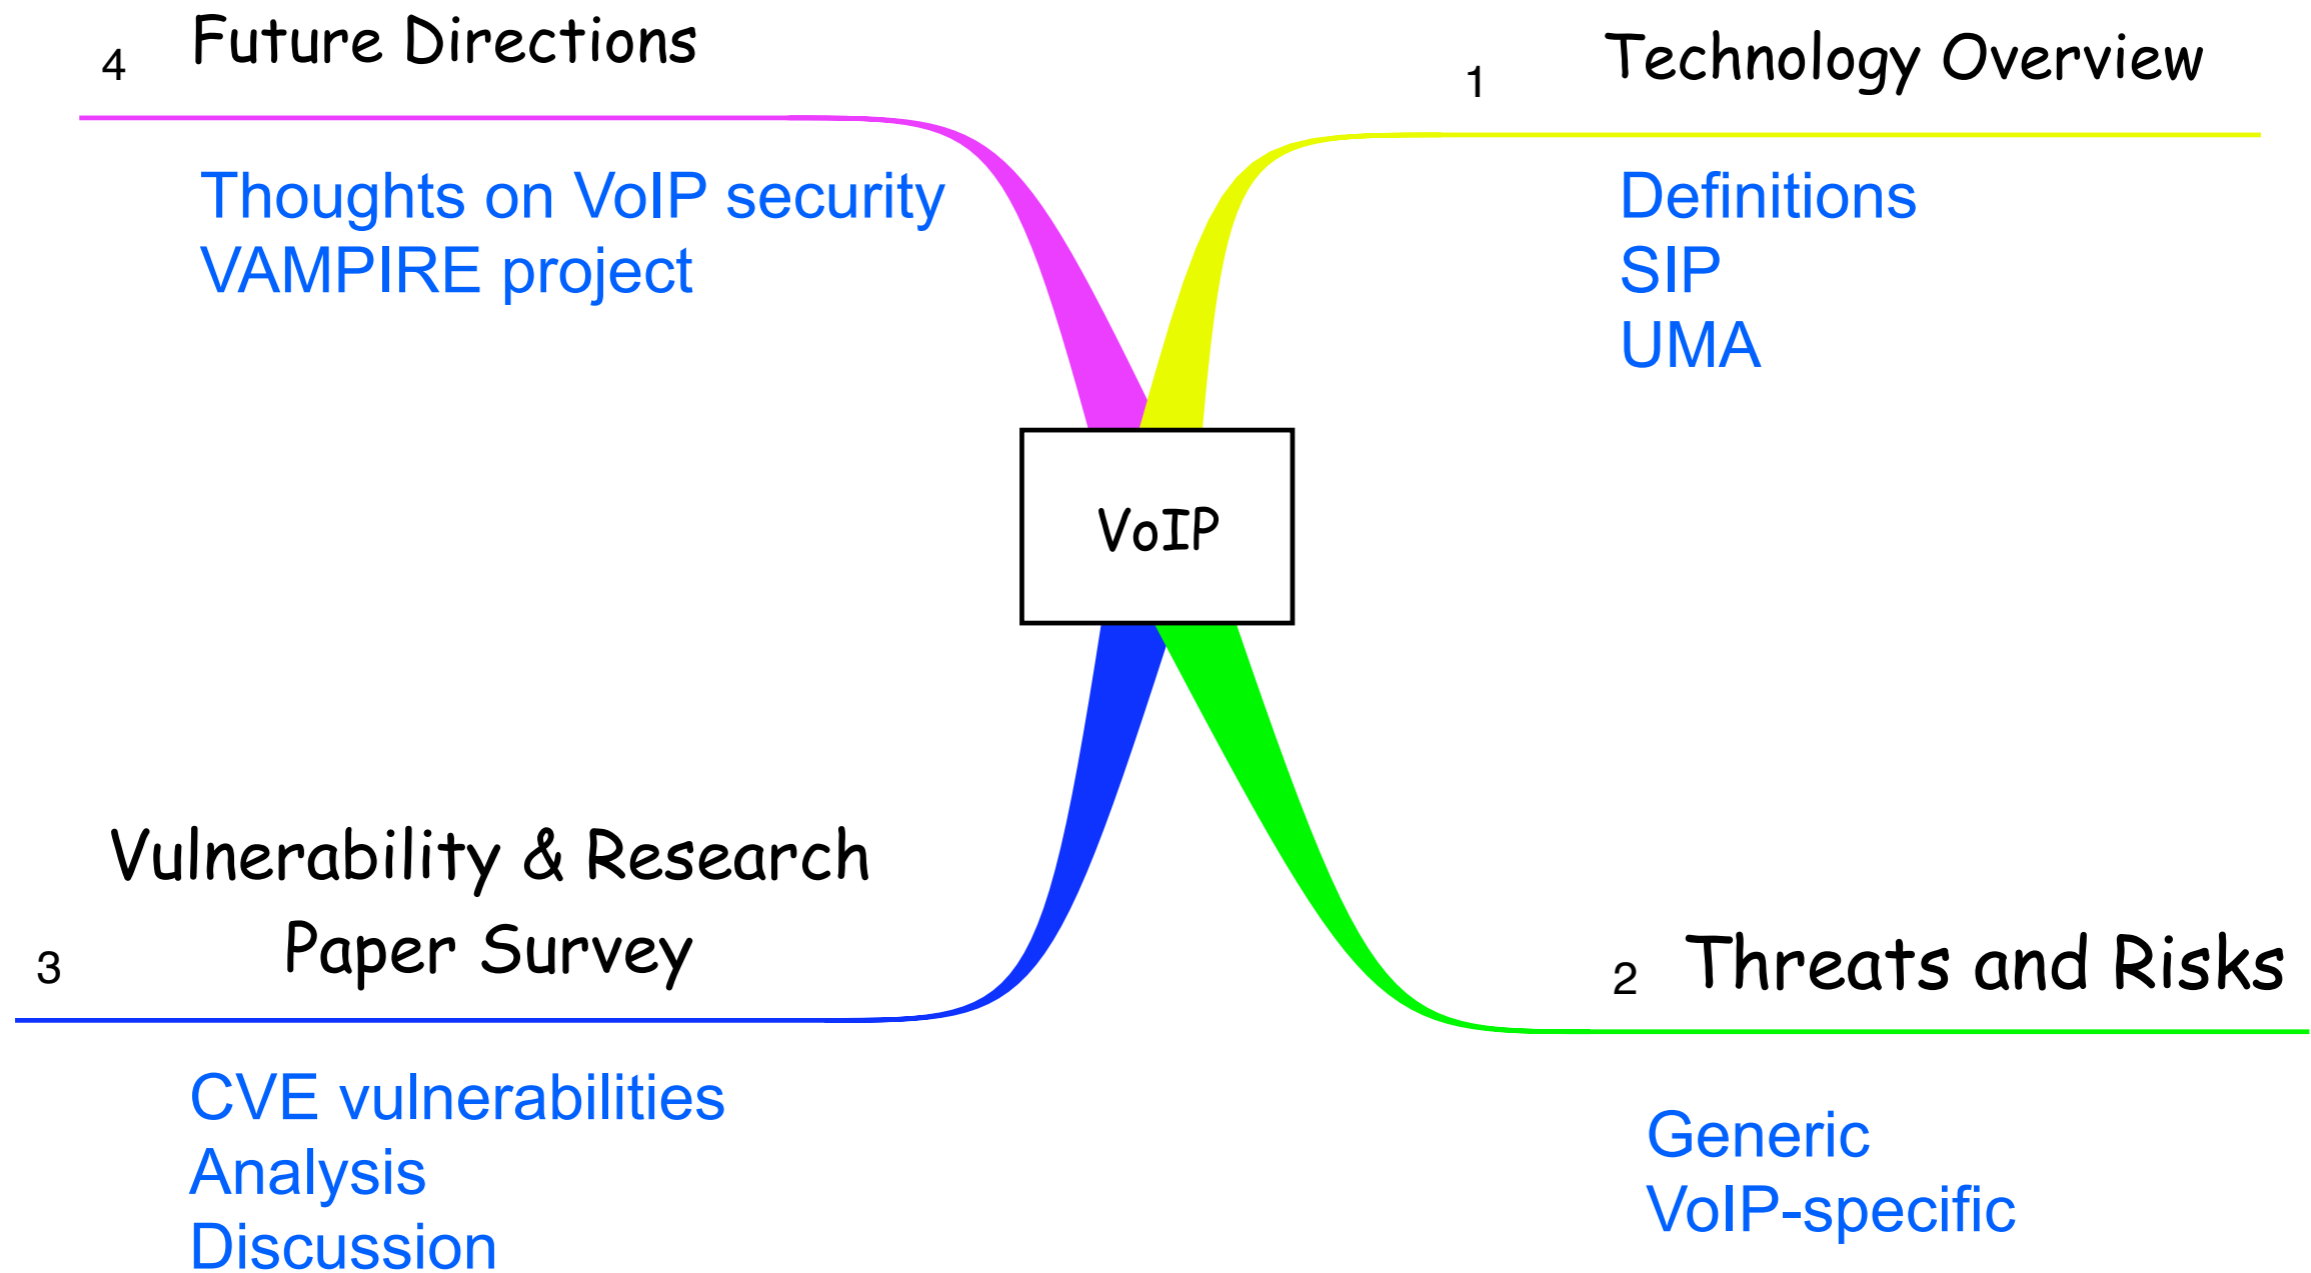 4 Future Directions
Thoughts on VoIP security
VAMPIRE project
1 Technology Overview
Definitions
SIP
UMA
VoIP
Vulnerability & Research
3 Paper Survey
CVE vulnerabilities
Analysis
Discussion
2 Threats and Risks
Generic
VoIP-specific